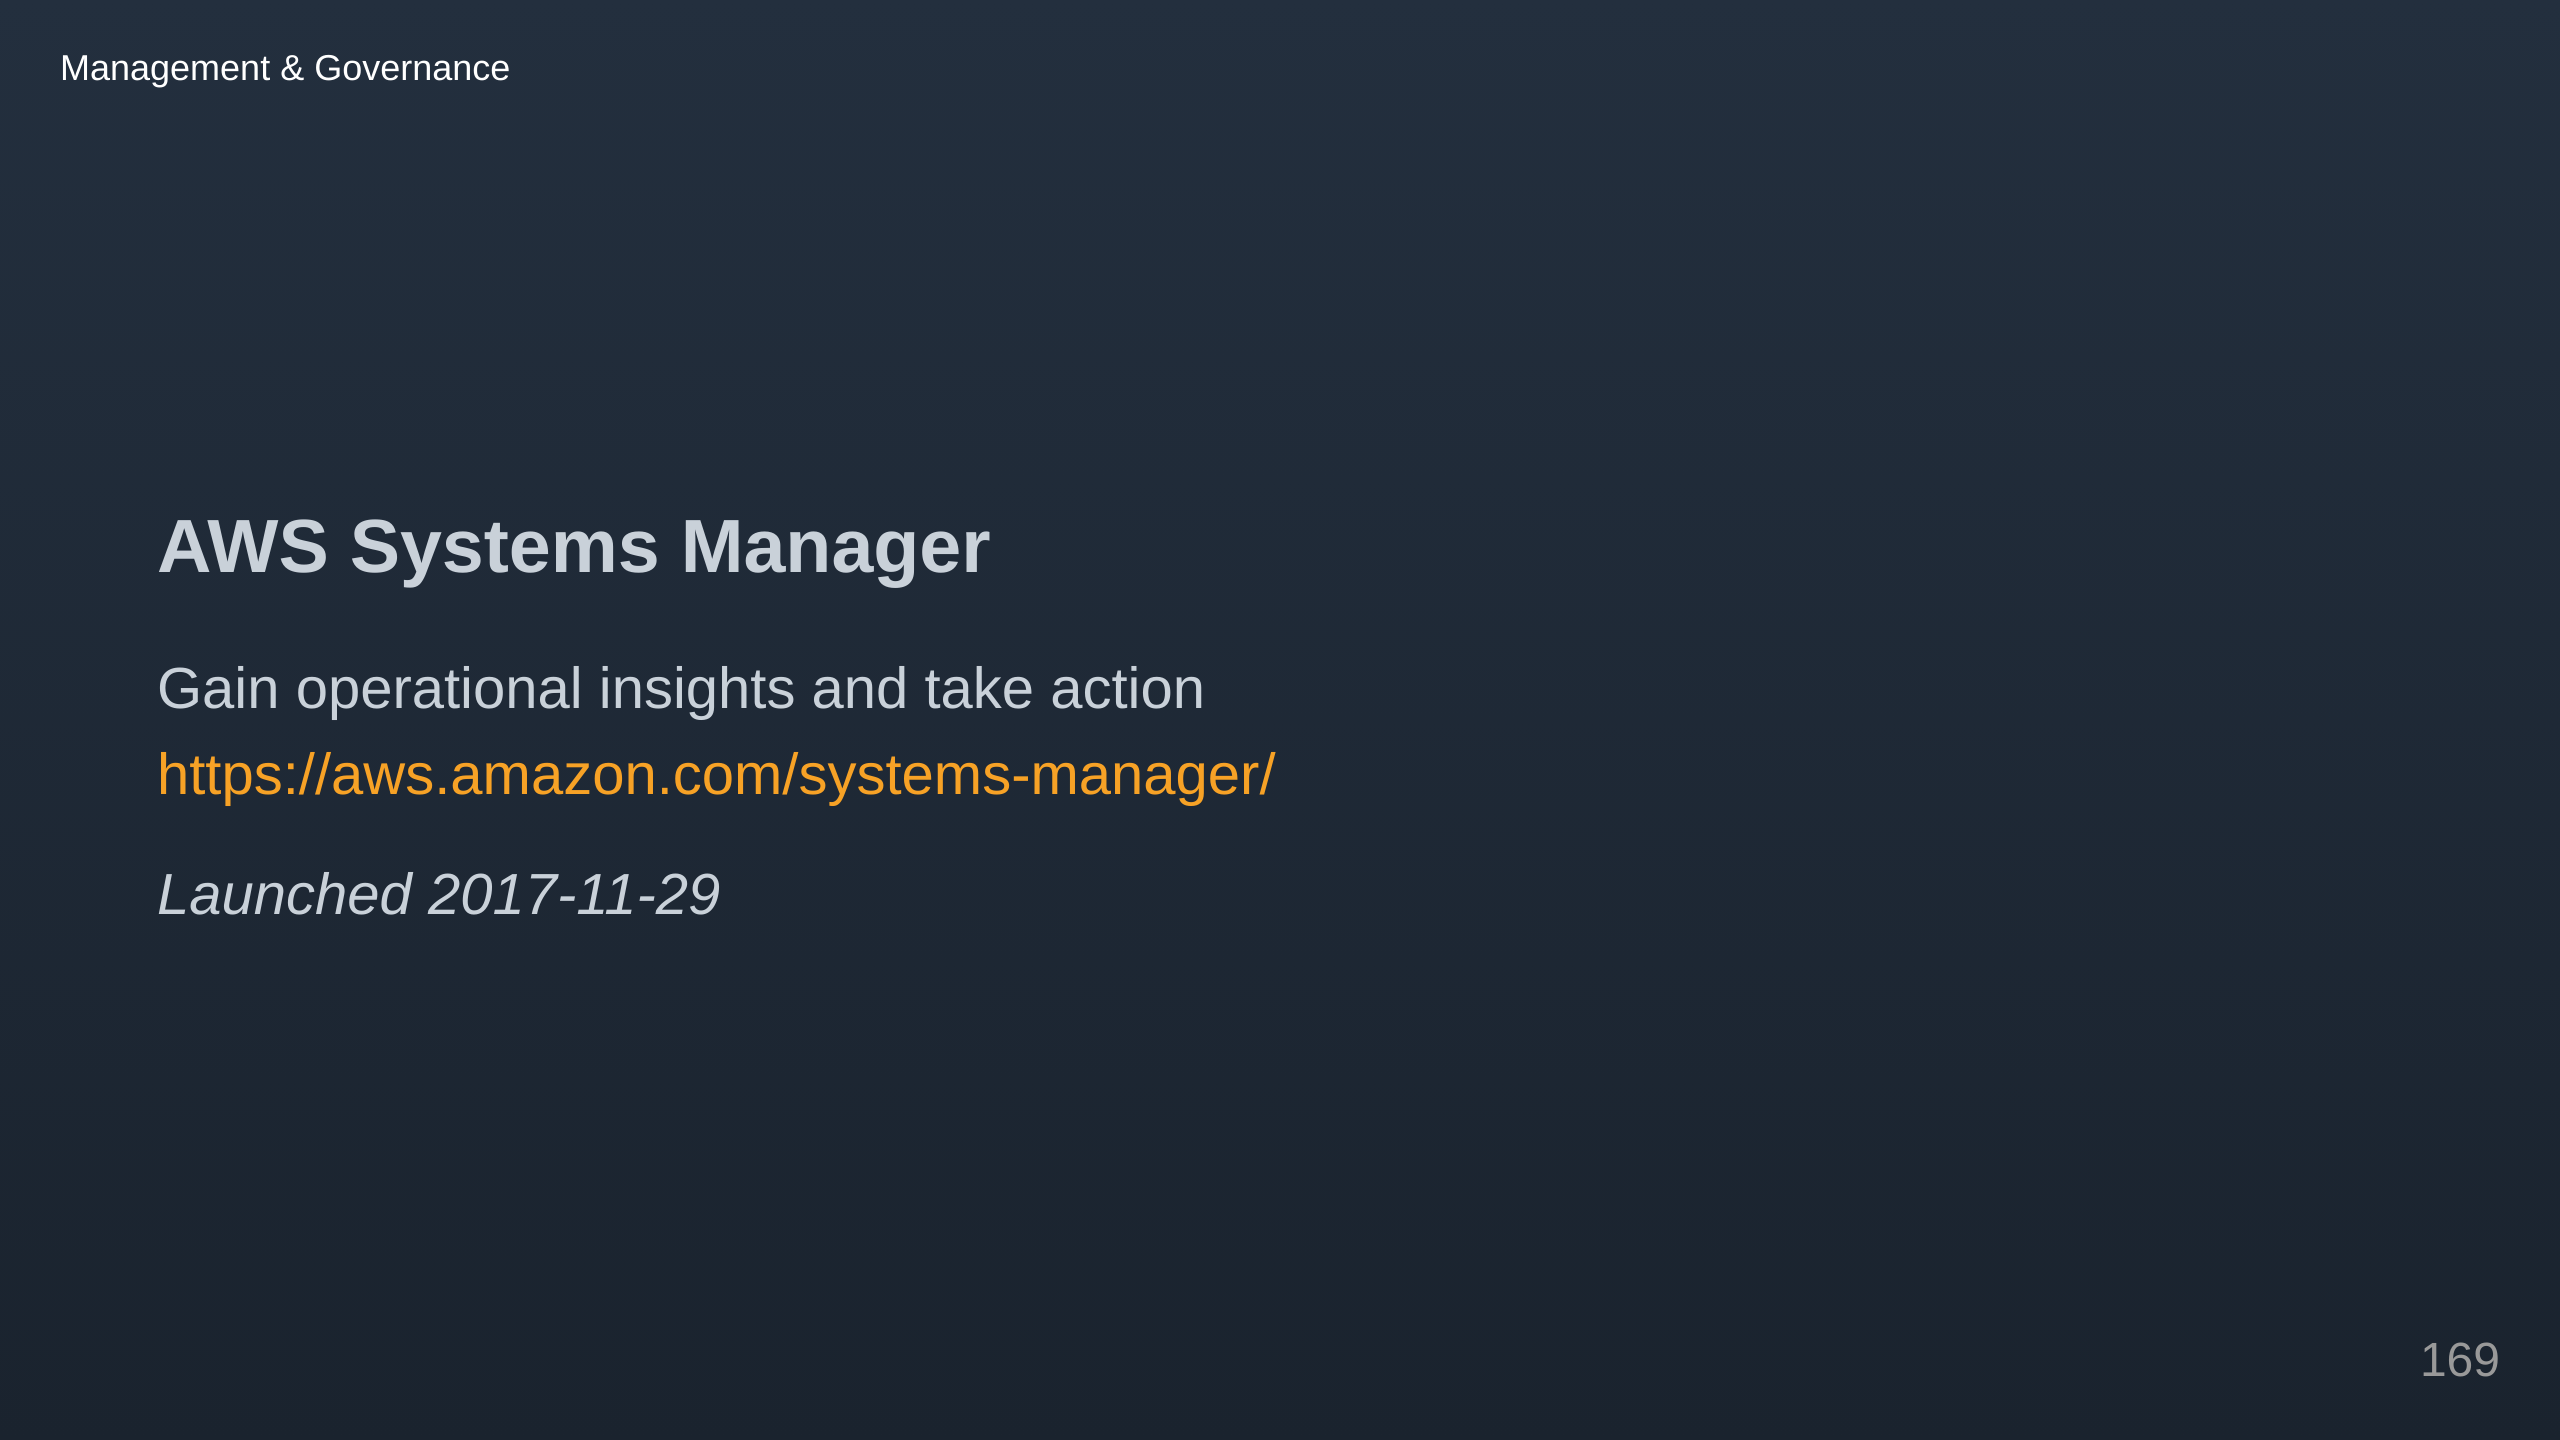 Management & Governance
AWS Systems Manager
Gain operational insights and take action
https://aws.amazon.com/systems-manager/
Launched 2017-11-29
169